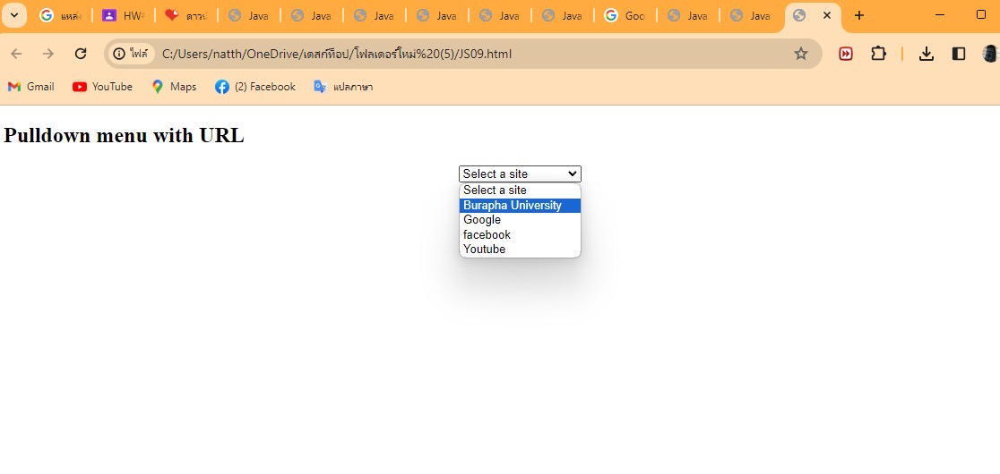 แหล่ง HW ดาวน์ Java Java Java Java Java Java Goo Java Java
ไฟล์ C:/Users/natth/OneDrive/เดสก์ท็อป/โฟลเดอร์ใหม่%20(5)/JS09.html
Gmail YouTube Maps (2) Facebook แปลภาษา
Pulldown menu with URL
Select a site
Select a site
Burapha University
Google
facebook
Youtube